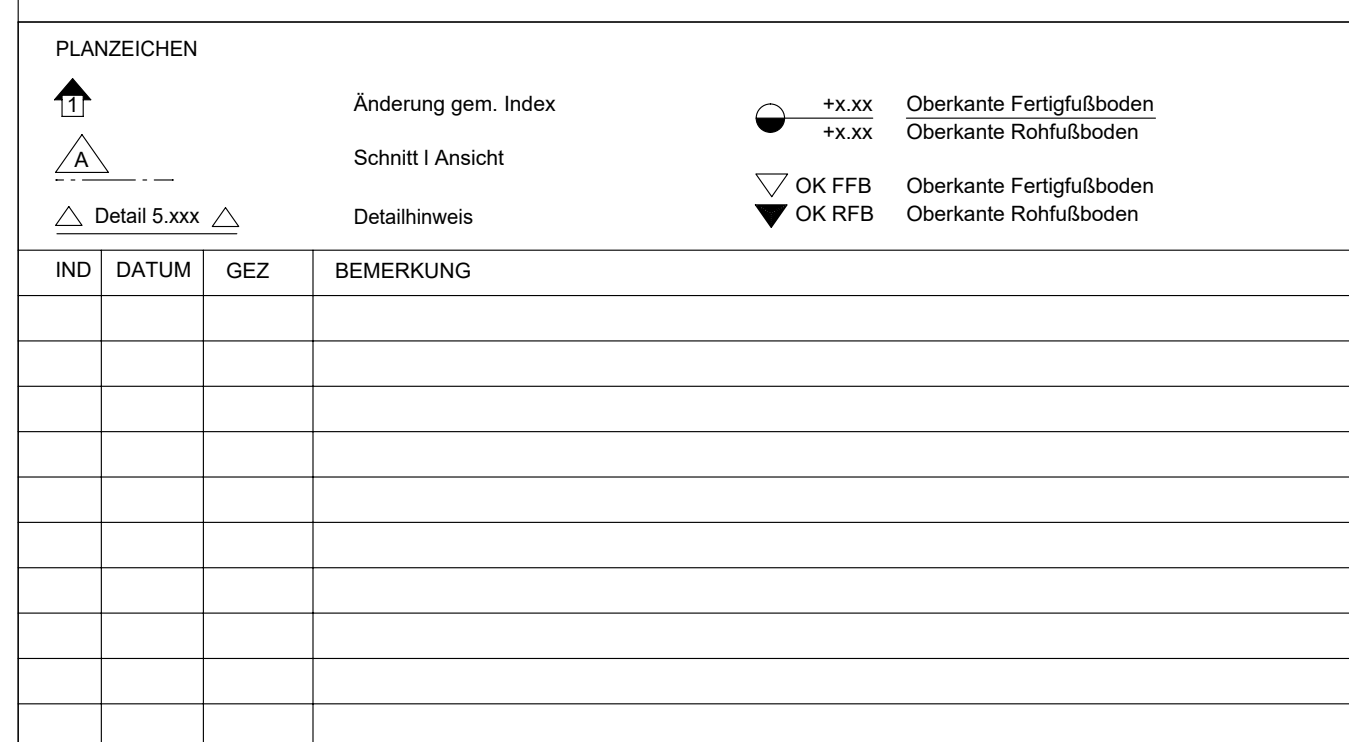 PLANZEICHEN
1 Änderung gem. Index
A Schnitt I Ansicht
Detail 5.xxx Detailhinweis
+x.xx Oberkante Fertigfußboden
+x.xx Oberkante Rohfußboden
OK FFB Oberkante Fertigfußboden
OK RFB Oberkante Rohfußboden
IND DATUM GEZ BEMERKUNG